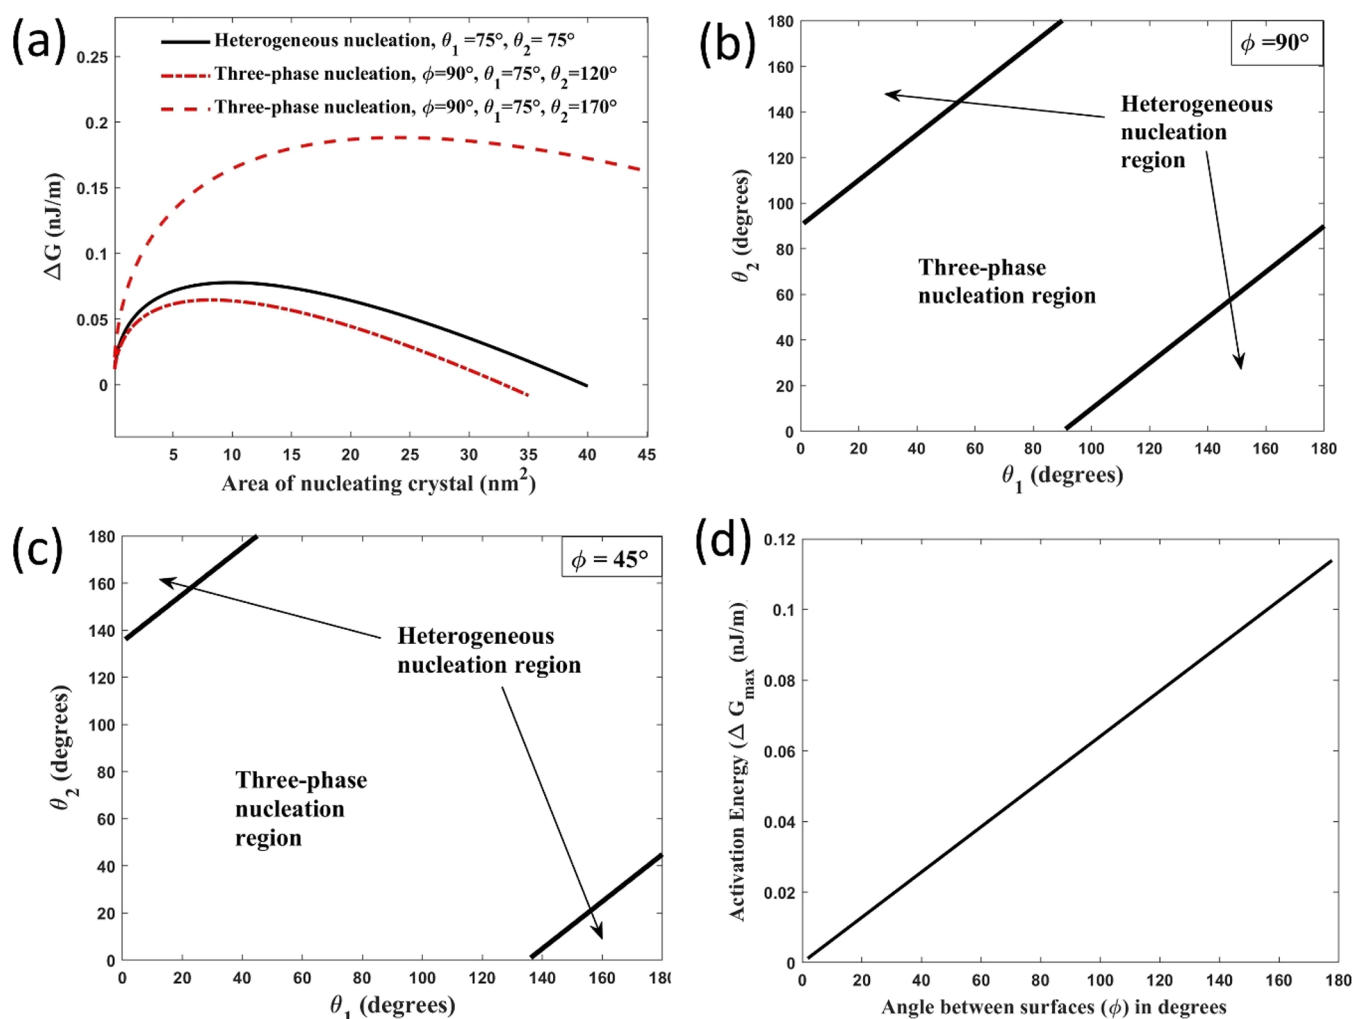 (a)
Heterogeneous nucleation, θ1 =75°, θ2= 75°
Three-phase nucleation, ϕ=90°, θ1=75°, θ2=120°
Three-phase nucleation, ϕ=90°, θ1=75°, θ2=170°
0.25
0.2
0.15
0.1
0.05
0
ΔG (nJ/m)
5 10 15 20 25 30 35 40 45
Area of nucleating crystal (nm2)
(b)
ϕ =90°
Heterogeneous
nucleation
region
Three-phase
nucleation region
180
160
140
120
100
80
60
40
20
0
θ2 (degrees)
0 20 40 60 80 100 120 140 160 180
θ1 (degrees)
(c)
ϕ = 45°
Heterogeneous
nucleation region
Three-phase
nucleation
region
180
160
140
120
100
80
60
40
20
0
θ2 (degrees)
0 20 40 60 80 100 120 140 160 180
θ1 (degrees)
(d)
0.12
0.1
0.08
0.06
0.04
0.02
0
Activation Energy (Δ Gmax (nJ/m)
0 20 40 60 80 100 120 140 160 180
Angle between surfaces (ϕ) in degrees